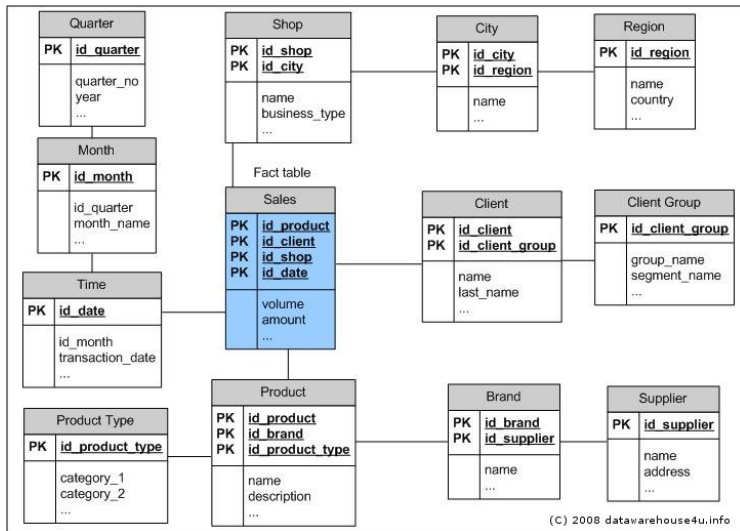 Quarter
PK id_quarter
quarter_no
year
...
Shop
PK id_shop
PK id_city
name
business_type
...
City
PK id_city
PK id_region
name
...
Region
PK id_region
name
country
...
Month
PK id_month
id_quarter
month_name
...
Fact table
Sales
PK id_product
PK id_client
PK id_shop
PK id_date
volume
amount
...
Client
PK id_client
PK id_client_group
name
last_name
...
Client Group
PK id_client_group
group_name
segment_name
...
Time
PK id_date
id_month
transaction_date
...
Product Type
PK id_product_type
category_1
category_2
...
Product
PK id_product
PK id_brand
PK id_product_type
name
description
...
Brand
PK id_brand
PK id_supplier
name
...
Supplier
PK id_supplier
name
address
...
(C) 2008 datawarehouse4u.info